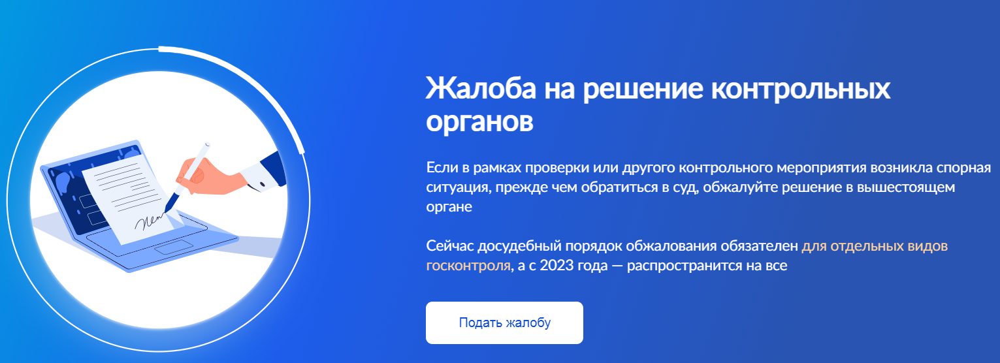 Жалоба на решение контрольных
органов
Если в рамках проверки или другого контрольного мероприятия возникла спорная
ситуация, прежде чем обратиться в суд, обжалуйте решение в вышестоящем
органе
Сейчас досудебный порядок обжалования обязателен для отдельных видов
госконтроля, а с 2023 года — распространится на все
Подать жалобу